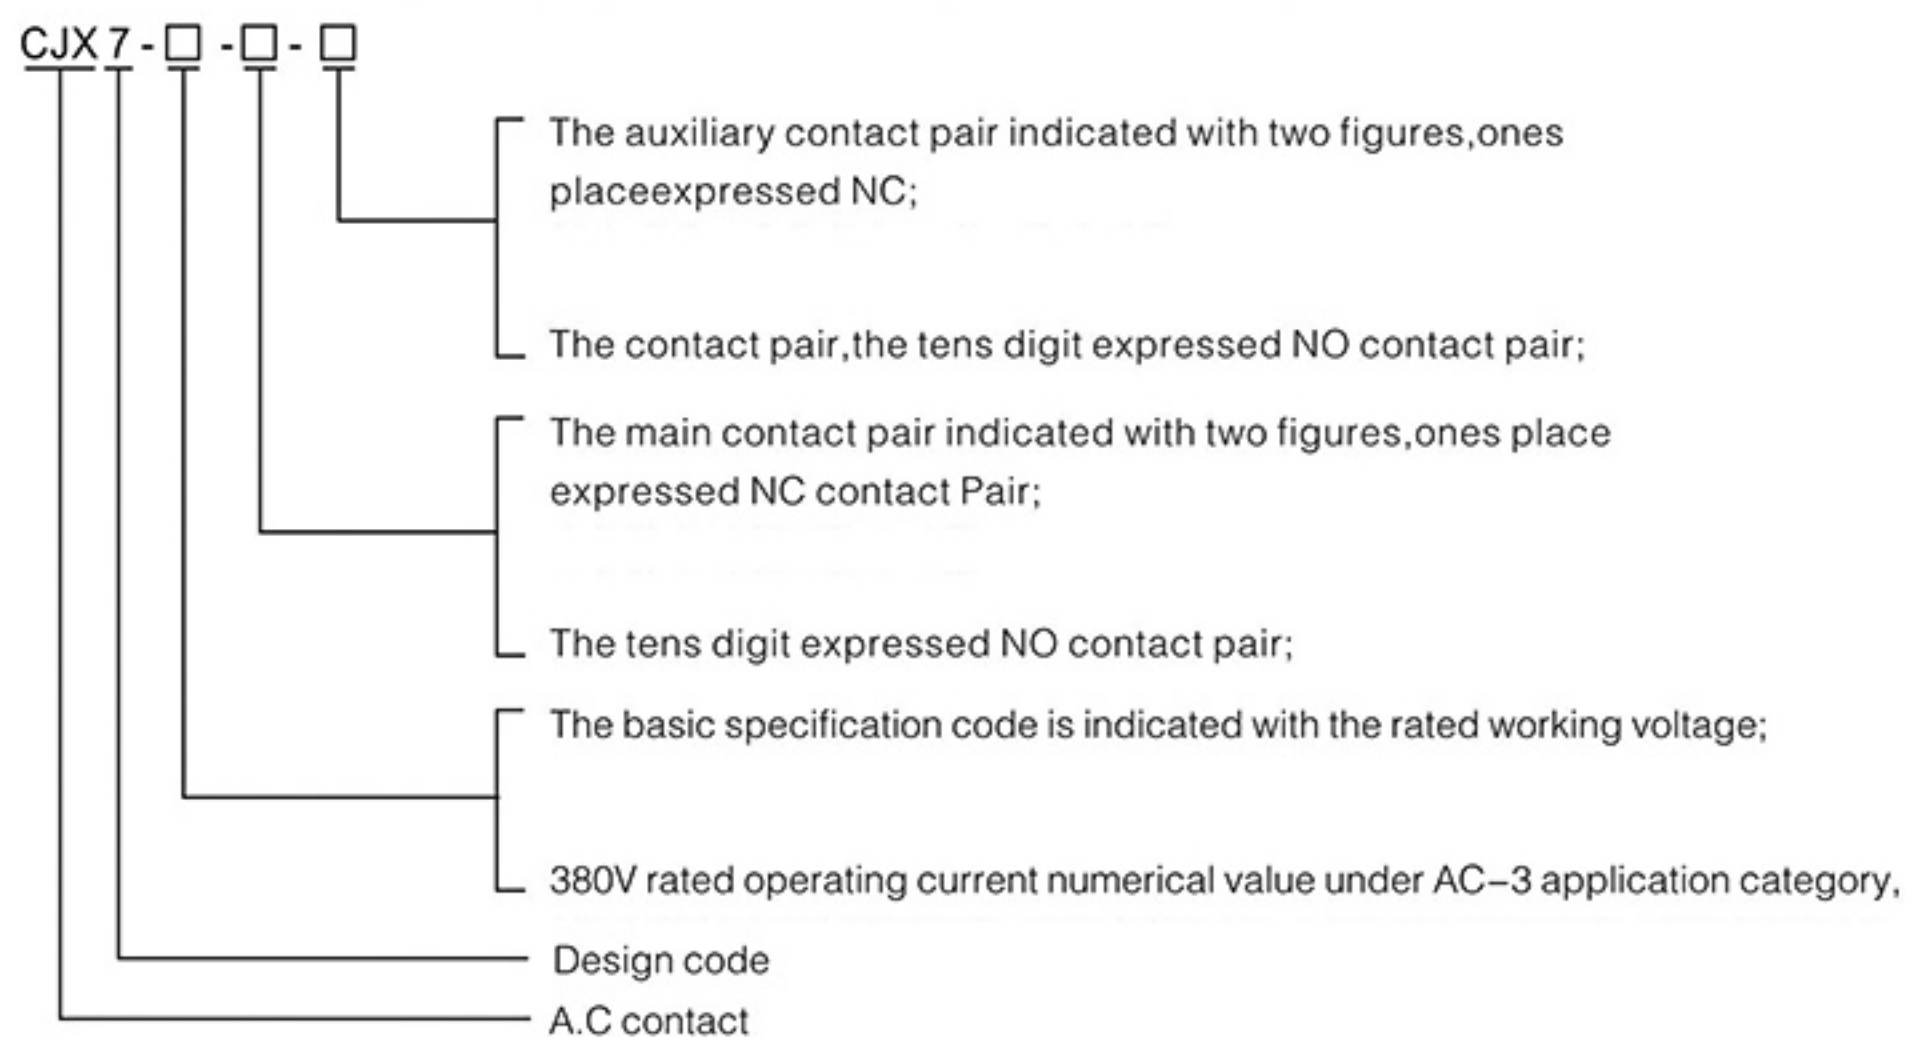 CJX 7 - □ - □ - □
The auxiliary contact pair indicated with two figures,ones
placeexpressed NC;
The contact pair,the tens digit expressed NO contact pair;
The main contact pair indicated with two figures,ones place
expressed NC contact Pair;
The tens digit expressed NO contact pair;
The basic specification code is indicated with the rated working voltage;
380V rated operating current numerical value under AC–3 application category,
Design code
A.C contact